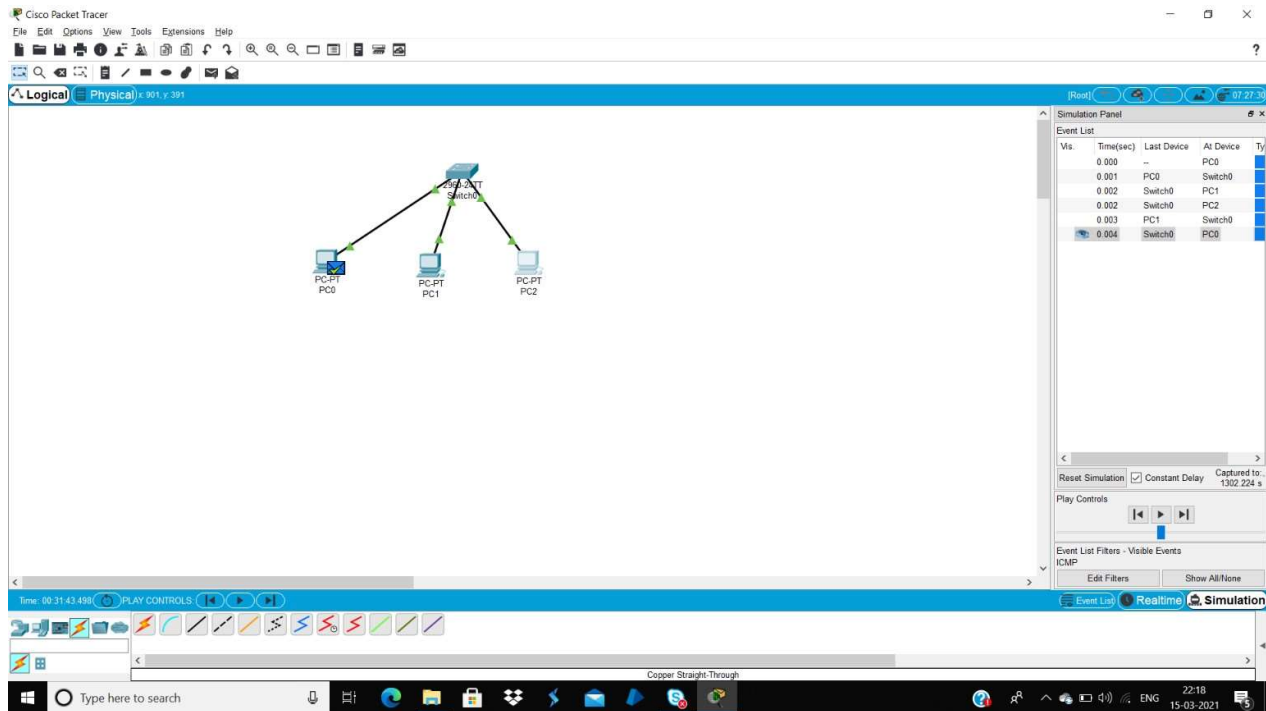 Cisco Packet Tracer
File Edit Options View Tools Extensions Help
?
Logical Physical x: 901, y: 391
[Root] 07:27:30
Simulation Panel
Event List
Vis. Time(sec) Last Device At Device Ty
0.000 -- PC0
0.001 PC0 Switch0
0.002 Switch0 PC1
0.002 Switch0 PC2
0.003 PC1 Switch0
0.004 Switch0 PC0
2960-24TT
Switch0
PC-PT
PC0
PC-PT
PC1
PC-PT
PC2
Reset Simulation Constant Delay Captured to:
1302.224 s
Play Controls
Event List Filters - Visible Events
ICMP
Edit Filters Show All/None
Time: 00:31:43.498 PLAY CONTROLS:
Event List Realtime Simulation
Copper Straight-Through
Type here to search
ENG
22:18
15-03-2021
5